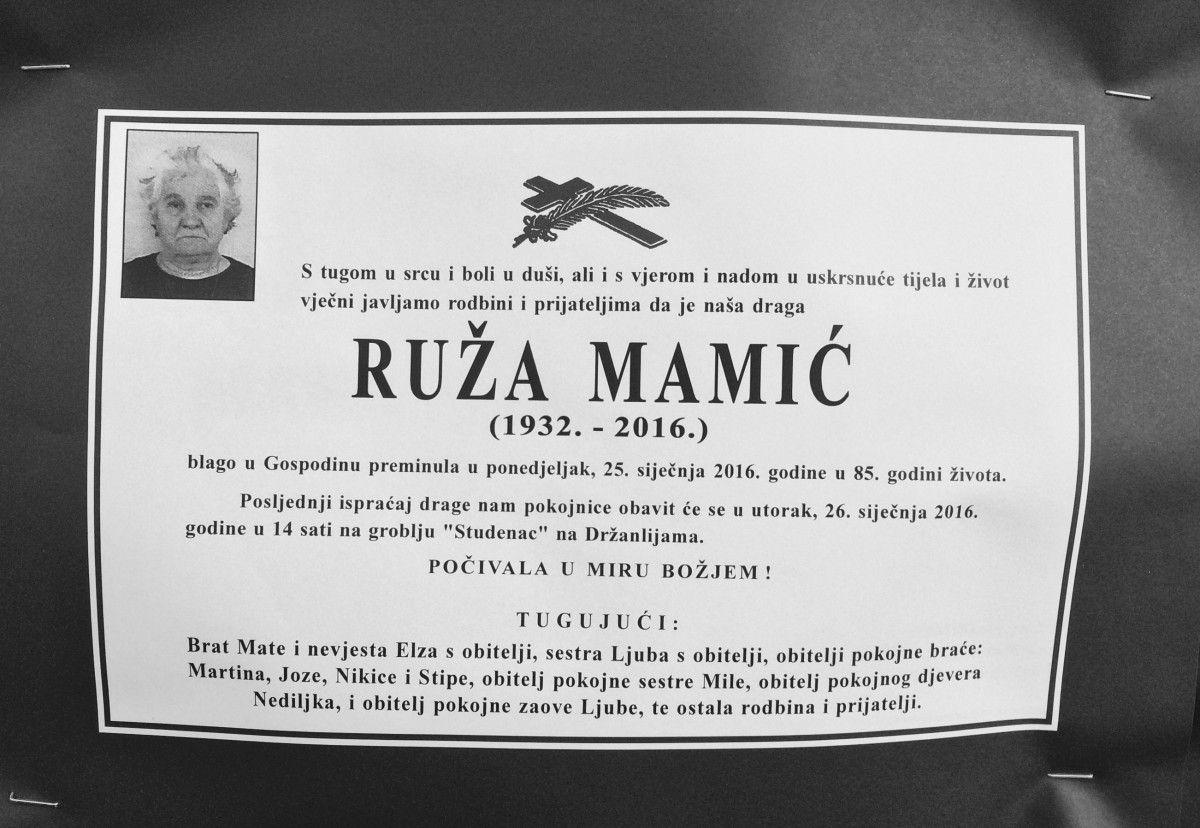 S tugom u srcu i boli u duši, ali i s vjerom i nadom u uskrsnuće tijela i život
vječni javljamo rodbini i prijateljima da je naša draga
RUŽA MAMIĆ
(1932. - 2016.)
blago u Gospodinu preminula u ponedjeljak, 25. siječnja 2016. godine u 85. godini života.
Posljednji ispraćaj drage nam pokojnice obavit će se u utorak, 26. siječnja 2016.
godine u 14 sati na groblju "Studenac" na Držanlijama.
POČIVALA U MIRU BOŽJEM !
TUGUJUĆI:
Brat Mate i nevjesta Elza s obitelji, sestra Ljuba s obitelji, obitelji pokojne braće:
Martina, Joze, Nikice i Stipe, obitelj pokojne sestre Mile, obitelj pokojnog djevera
Nediljka, i obitelj pokojne zaove Ljube, te ostala rodbina i prijatelji.